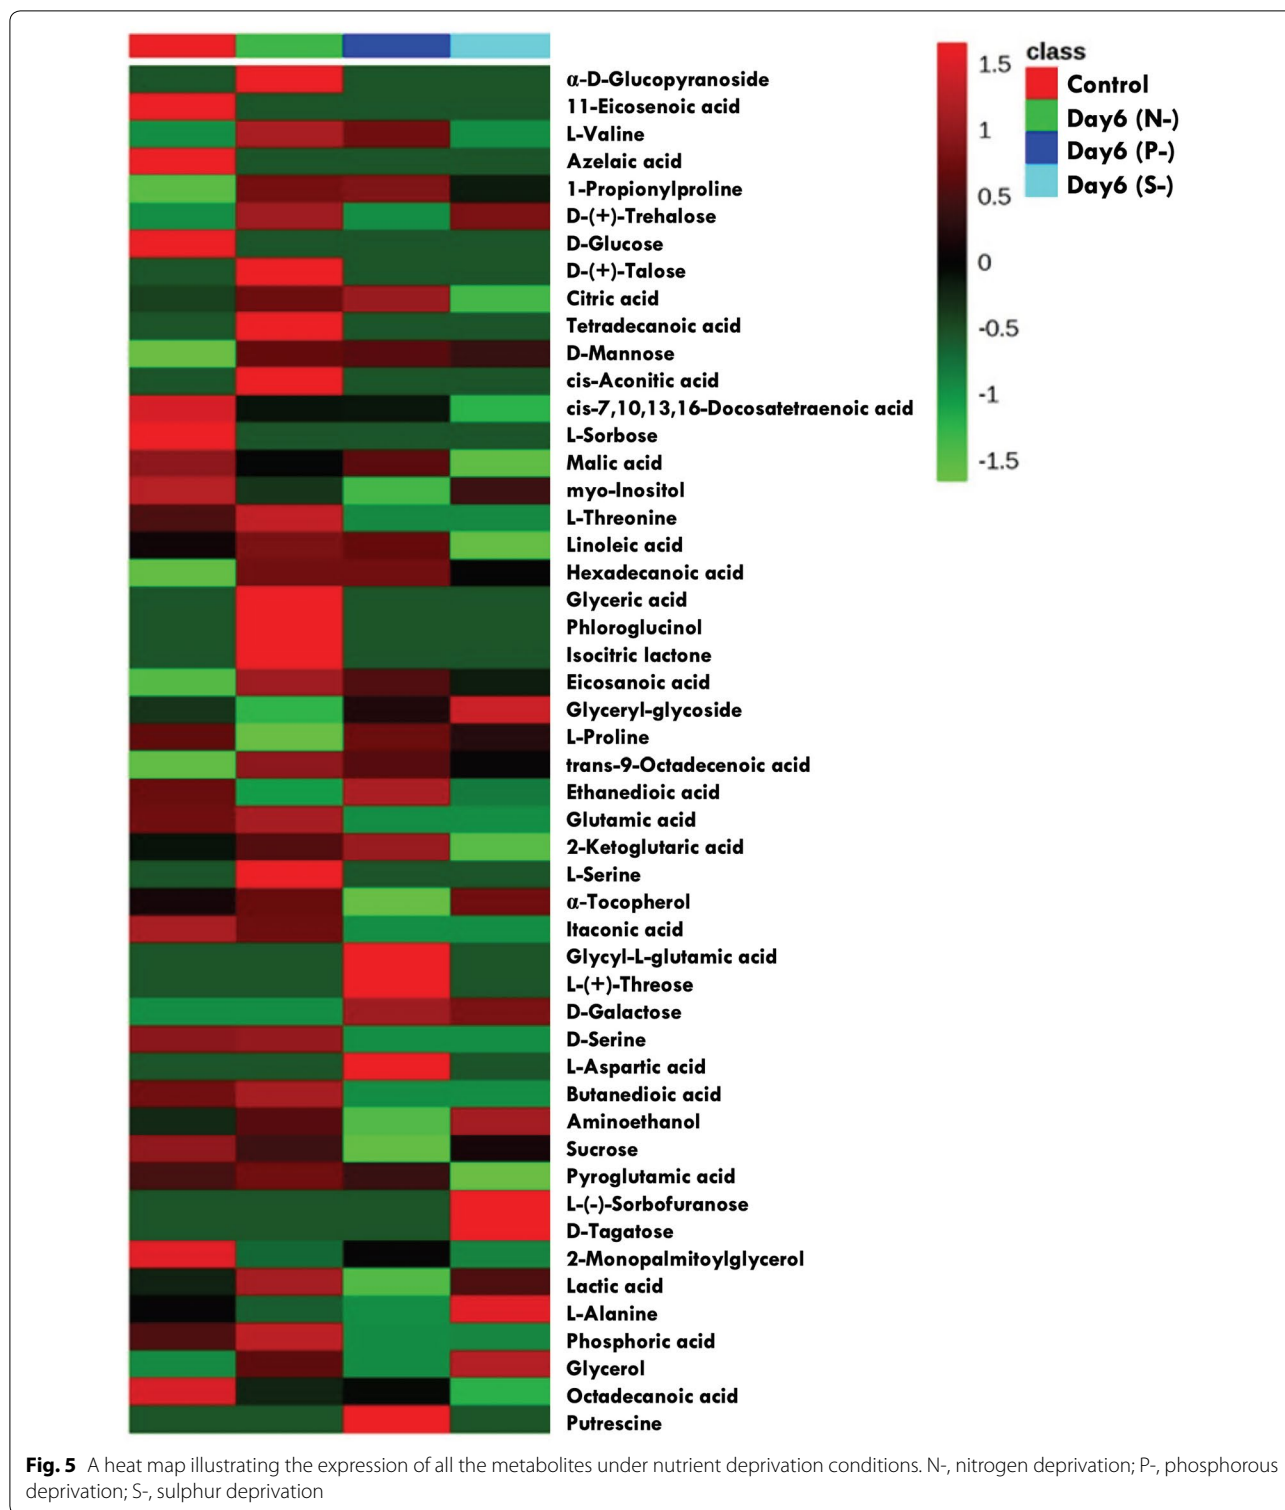 α-D-Glucopyranoside
11-Eicosenoic acid
L-Valine
Azelaic acid
1-Propionylproline
D-(+)-Trehalose
D-Glucose
D-(+)-Talose
Citric acid
Tetradecanoic acid
D-Mannose
cis-Aconitic acid
cis-7,10,13,16-Docosatetraenoic acid
L-Sorbose
Malic acid
myo-Inositol
L-Threonine
Linoleic acid
Hexadecanoic acid
Glyceric acid
Phloroglucinol
Isocitric lactone
Eicosanoic acid
Glyceryl-glycoside
L-Proline
trans-9-Octadecenoic acid
Ethanedioic acid
Glutamic acid
2-Ketoglutaric acid
L-Serine
α-Tocopherol
Itaconic acid
Glycyl-L-glutamic acid
L-(+)-Threose
D-Galactose
D-Serine
L-Aspartic acid
Butanedioic acid
Aminoethanol
Sucrose
Pyroglutamic acid
L-(-)-Sorbofuranose
D-Tagatose
2-Monopalmitoylglycerol
Lactic acid
L-Alanine
Phosphoric acid
Glycerol
Octadecanoic acid
Putrescine
1.5
1
0.5
0
-0.5
-1
-1.5
class
Control
Day6 (N-)
Day6 (P-)
Day6 (S-)
Fig. 5 A heat map illustrating the expression of all the metabolites under nutrient deprivation conditions. N-, nitrogen deprivation; P-, phosphorous
deprivation; S-, sulphur deprivation